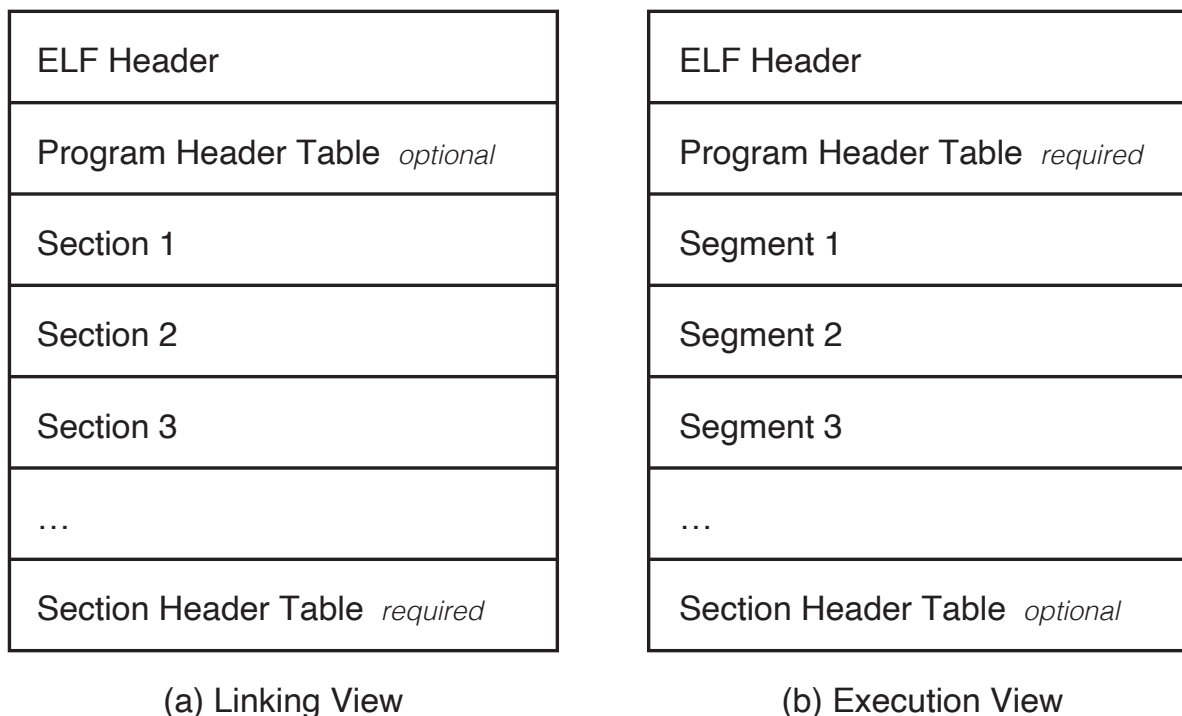 ELF Header
Program Header Table optional
Section 1
Section 2
Section 3
…
Section Header Table required
(a) Linking View
ELF Header
Program Header Table required
Segment 1
Segment 2
Segment 3
…
Section Header Table optional
(b) Execution View